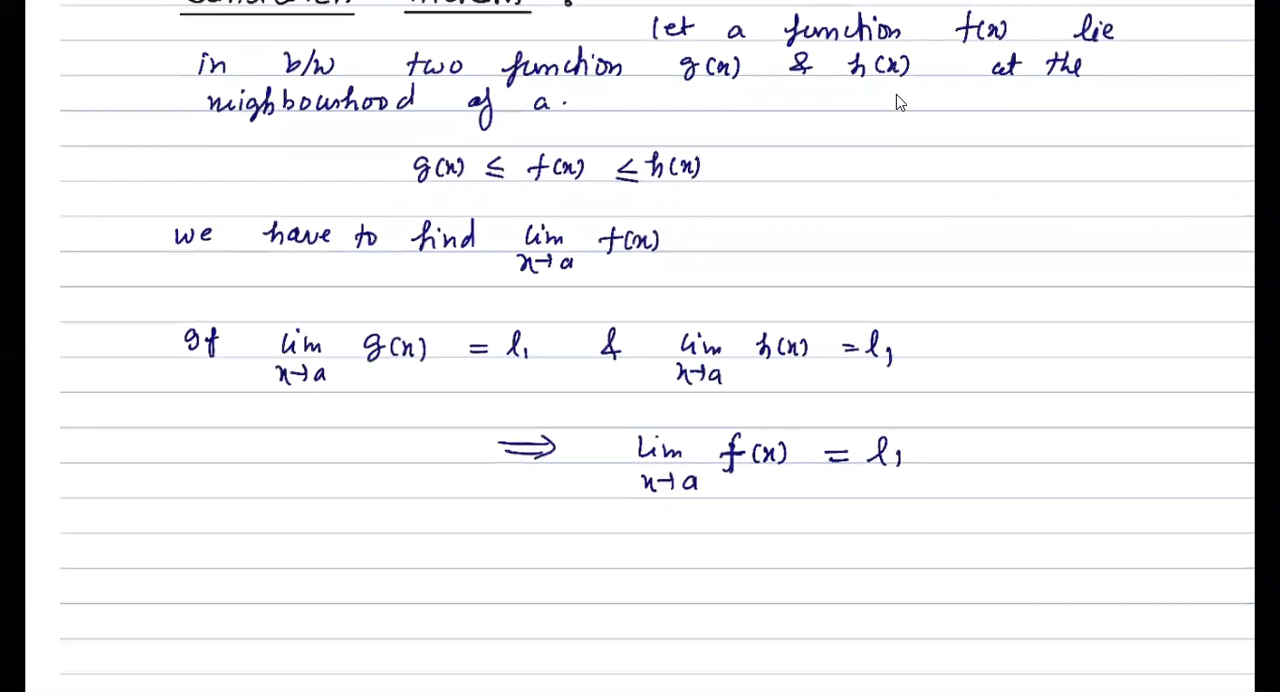 let a function f(x) lie
in b/w two function g(x) & h(x) at the
neighbourhood of a.
g(x) ≤ f(x) ≤ h(x)
we have to find lim x→a f(x)
If lim x→a g(x) = l₁ & lim x→a h(x) = l₁
⟹ lim x→a f(x) = l₁